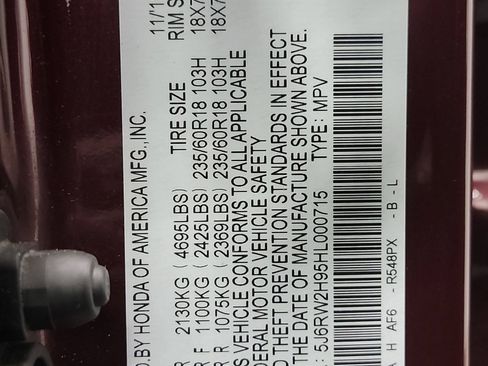 D.BY HONDA OF AMERICA MFG.,INC. 11/1
TIRE SIZE RIM S
R 2130KG ( 4695LBS)
R F 1100KG ( 2425LBS) 235/60R18 103H 18X7
R R 1075KG ( 2369LBS) 235/60R18 103H 18X7
S VEHICLE CONFORMS TO ALL APPLICABLE
DERAL MOTOR VEHICLE SAFETY
D THEFT PREVENTION STANDARDS IN EFFECT
THE DATE OF MANUFACTURE SHOWN ABOVE.
: 5J6RW2H95HL000715 TYPE: MPV
A H AF6 - R548PX - B - L